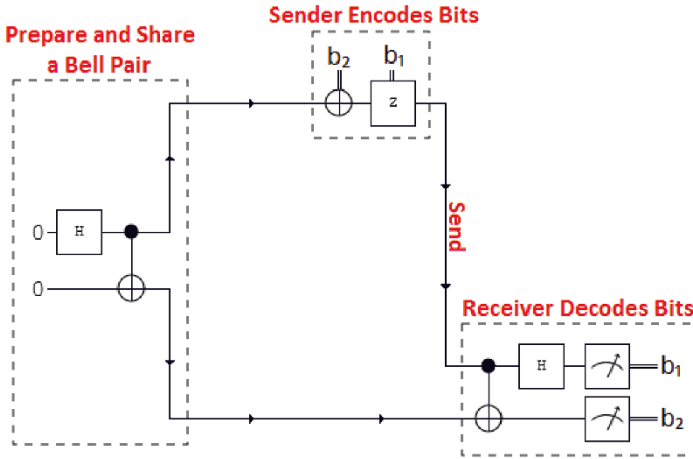 Sender Encodes Bits
Prepare and Share
a Bell Pair
b2
b1
Z
0
H
0
Send
Receiver Decodes Bits
H
b1
b2